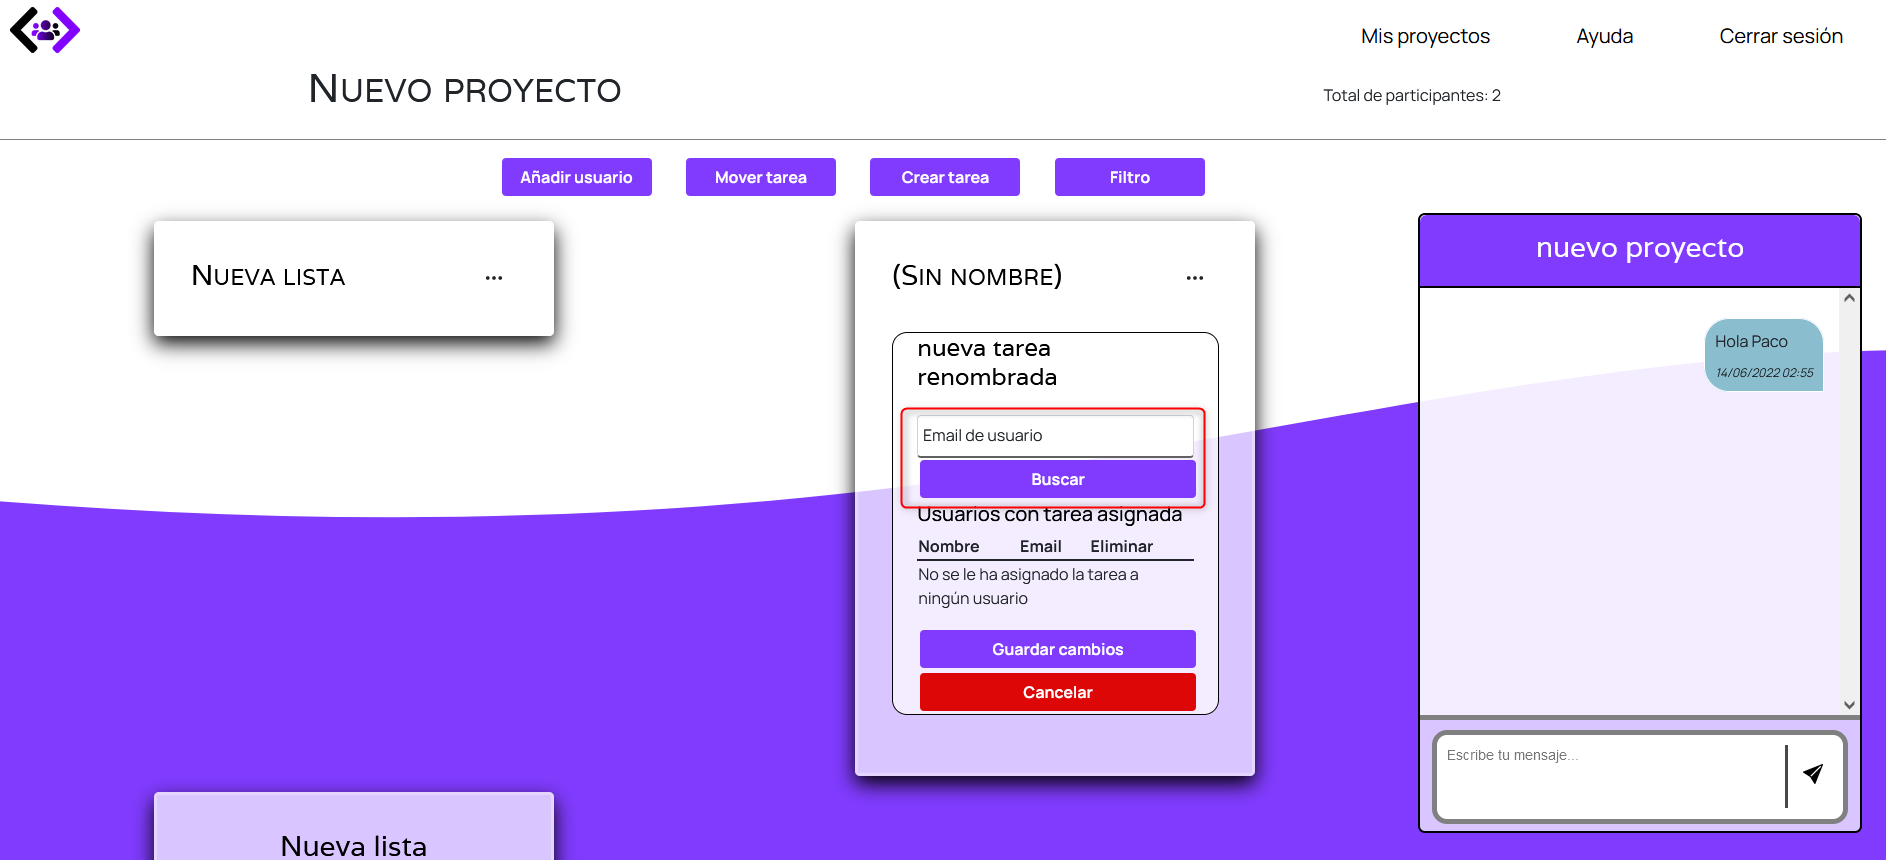 Mis proyectos
Ayuda
Cerrar sesión
Nuevo proyecto
Total de participantes: 2
Añadir usuario
Mover tarea
Crear tarea
Filtro
Nueva lista
...
(Sin nombre)
...
nueva tarea
renombrada
Email de usuario
Buscar
Usuarios con tarea asignada
Nombre Email Eliminar
No se le ha asignado la tarea a
ningún usuario
Guardar cambios
Cancelar
nuevo proyecto
Hola Paco
14/06/2022 02:55
Escribe tu mensaje...
Nueva lista